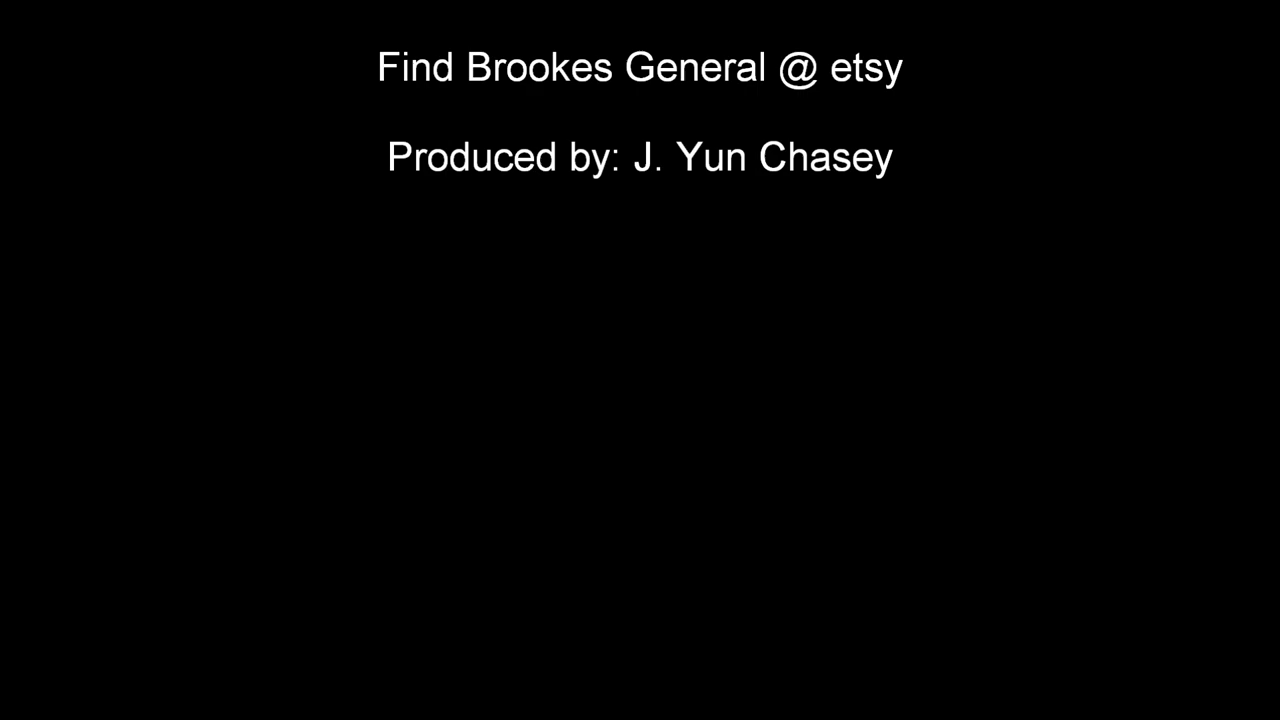 Find Brookes General @ etsy
Produced by: J. Yun Chasey